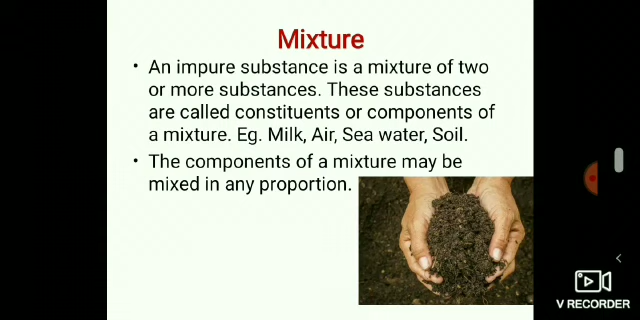 Mixture
• An impure substance is a mixture of two
or more substances. These substances
are called constituents or components of
a mixture. Eg. Milk, Air, Sea water, Soil.
• The components of a mixture may be
mixed in any proportion.
V RECORDER